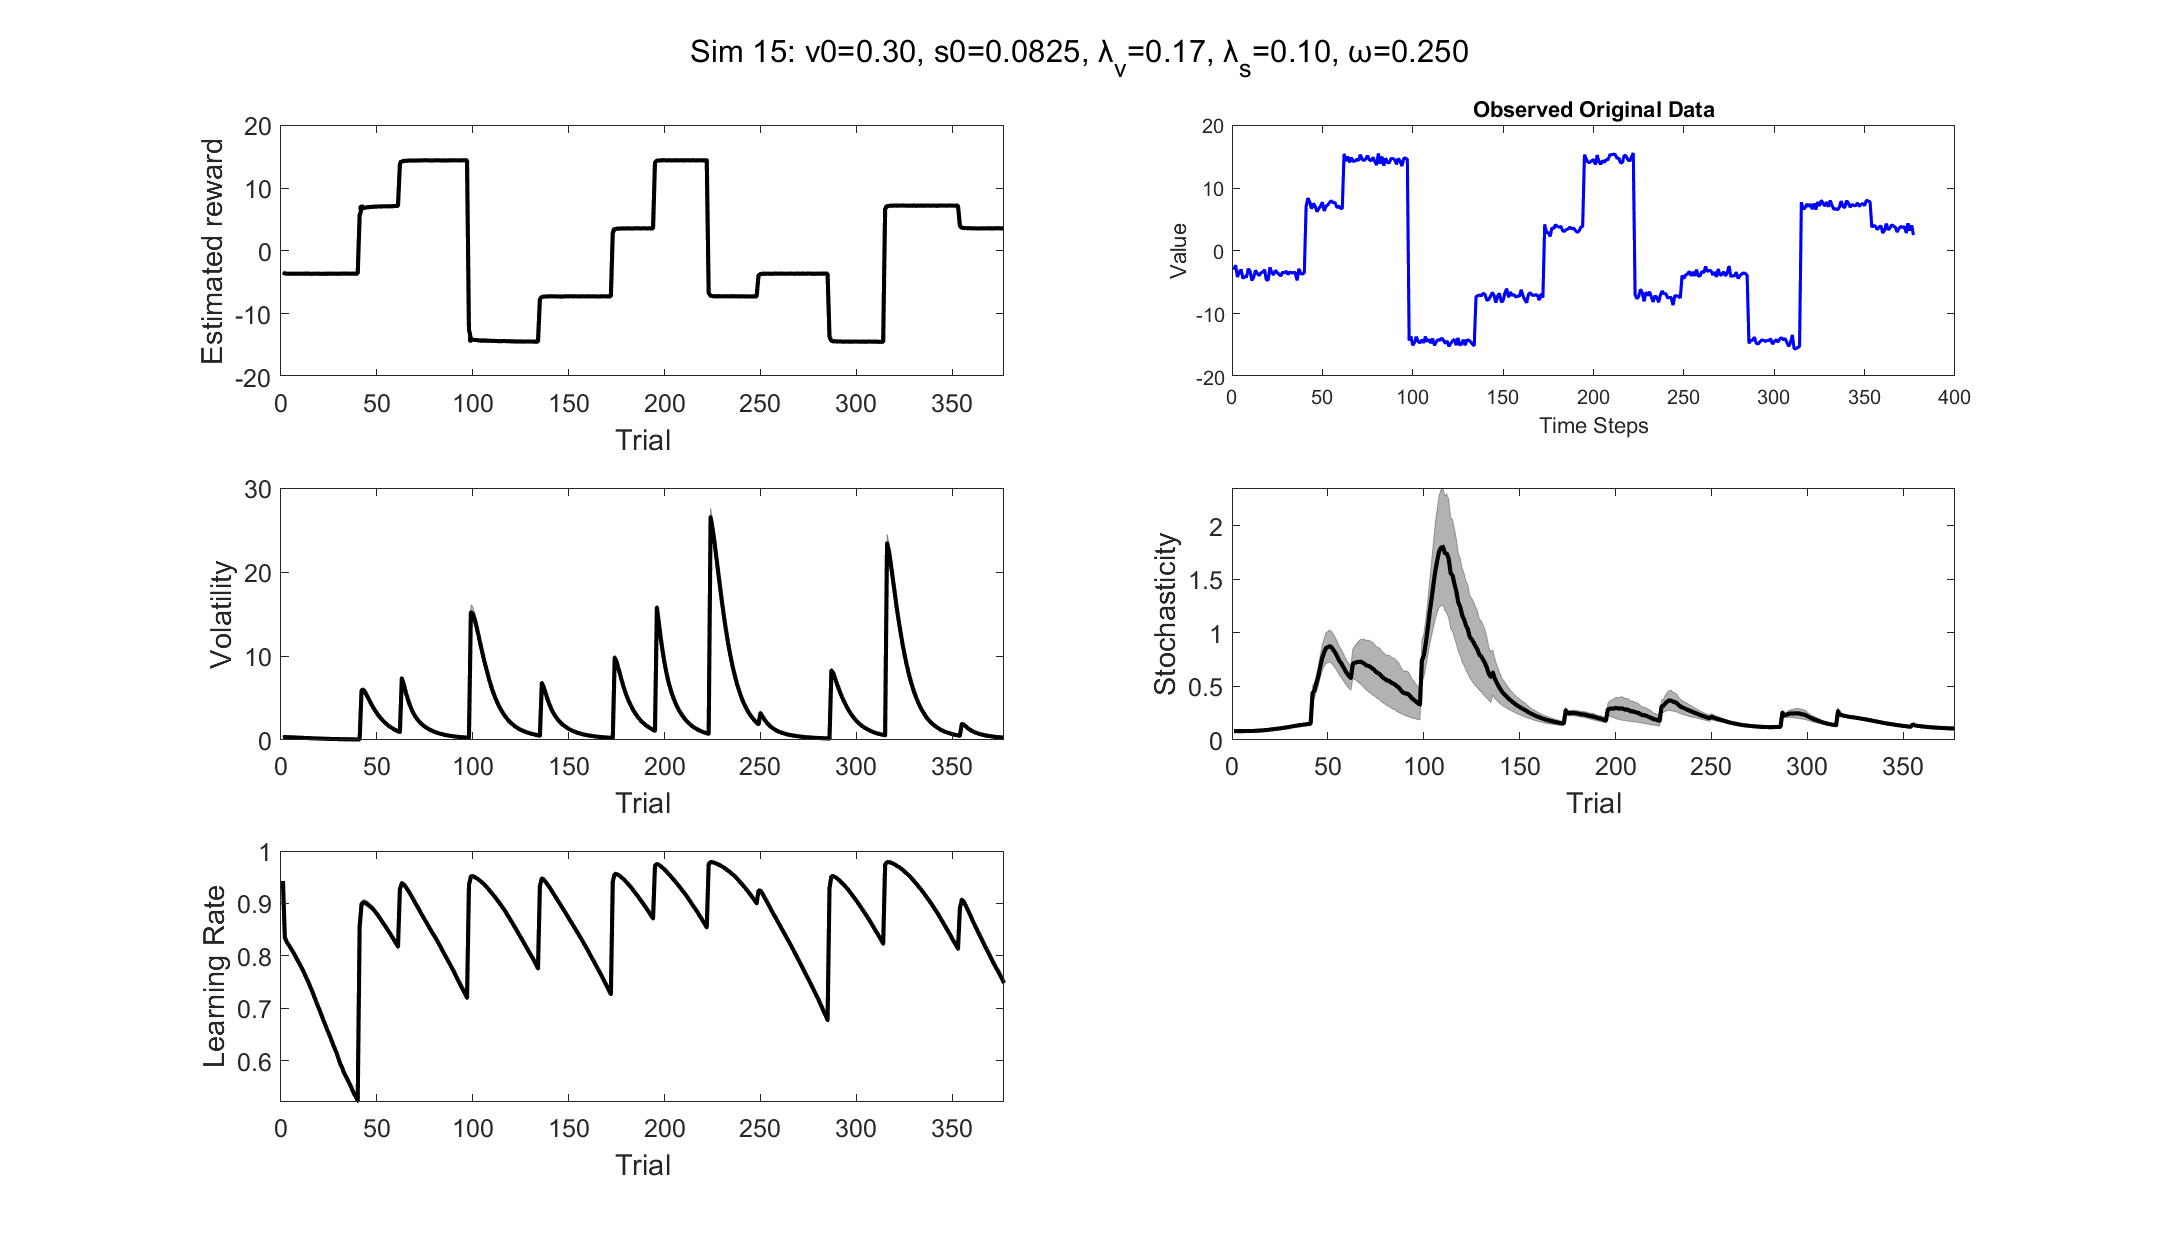 Sim 15: v0=0.30, s0=0.0825, λv=0.17, λs=0.10, ω=0.250
Estimated reward
20
10
0
-10
-20
0 50 100 150 200 250 300 350
Trial
Observed Original Data
Value
20
10
0
-10
-20
0 50 100 150 200 250 300 350 400
Time Steps
Volatility
30
20
10
0
0 50 100 150 200 250 300 350
Trial
Stochasticity
2
1.5
1
0.5
0
0 50 100 150 200 250 300 350
Trial
Learning Rate
1
0.9
0.8
0.7
0.6
0 50 100 150 200 250 300 350
Trial